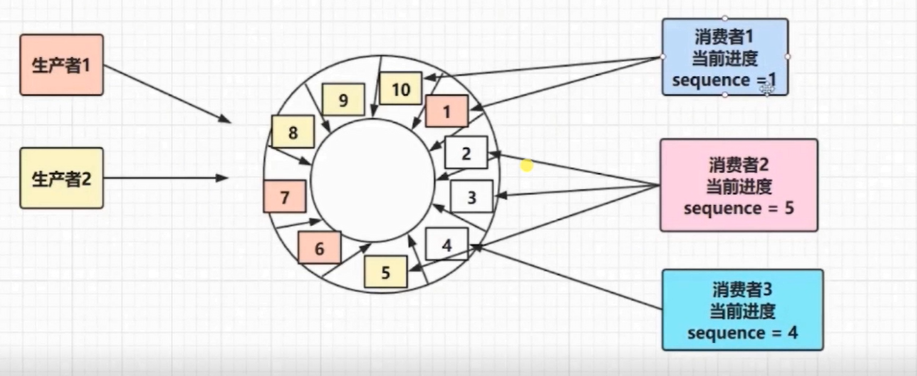 生产者1
生产者2
10
1
2
3
4
5
6
7
8
9
消费者1
当前进度
sequence =1
消费者2
当前进度
sequence = 5
消费者3
当前进度
sequence = 4